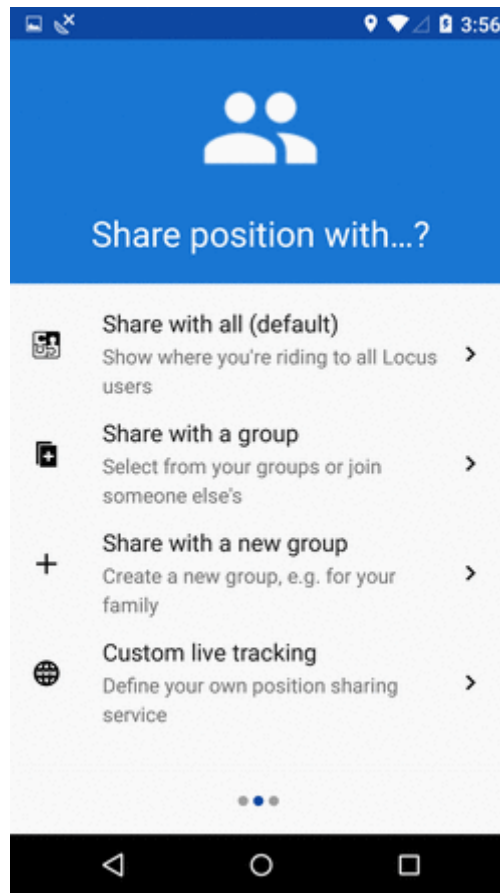 3:56
Share position with...?
Share with all (default)
Show where you're riding to all Locus
users
Share with a group
Select from your groups or join
someone else's
Share with a new group
Create a new group, e.g. for your
family
Custom live tracking
Define your own position sharing
service